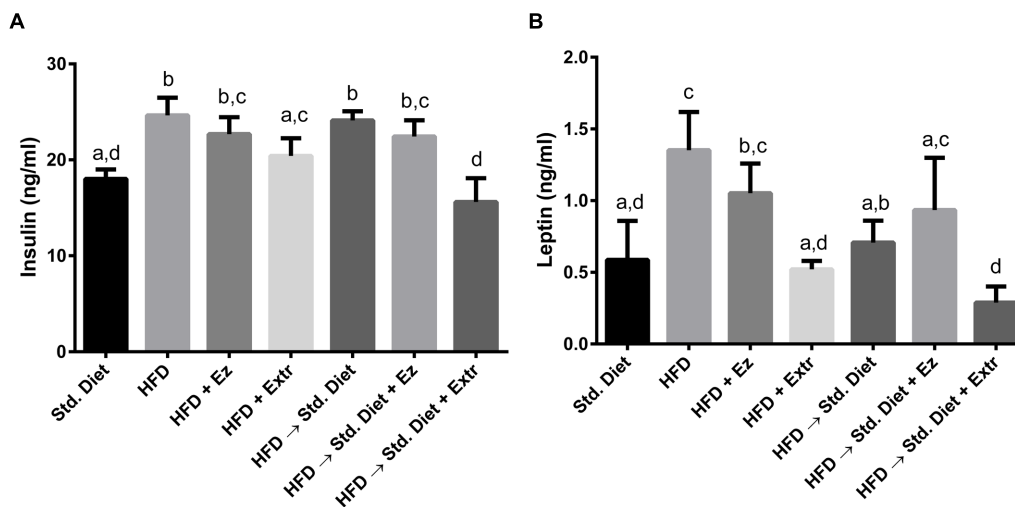 A
Insulin (ng/ml)
30
20
10
0
a,d
b
b,c
a,c
b
b,c
d
Std. Diet
HFD
HFD + Ez
HFD + Extr
HFD → Std. Diet
HFD → Std. Diet + Ez
HFD → Std. Diet + Extr
B
Leptin (ng/ml)
2.0
1.5
1.0
0.5
0.0
a,d
c
b,c
a,d
a,b
a,c
d
Std. Diet
HFD
HFD + Ez
HFD + Extr
HFD → Std. Diet
HFD → Std. Diet + Ez
HFD → Std. Diet + Extr